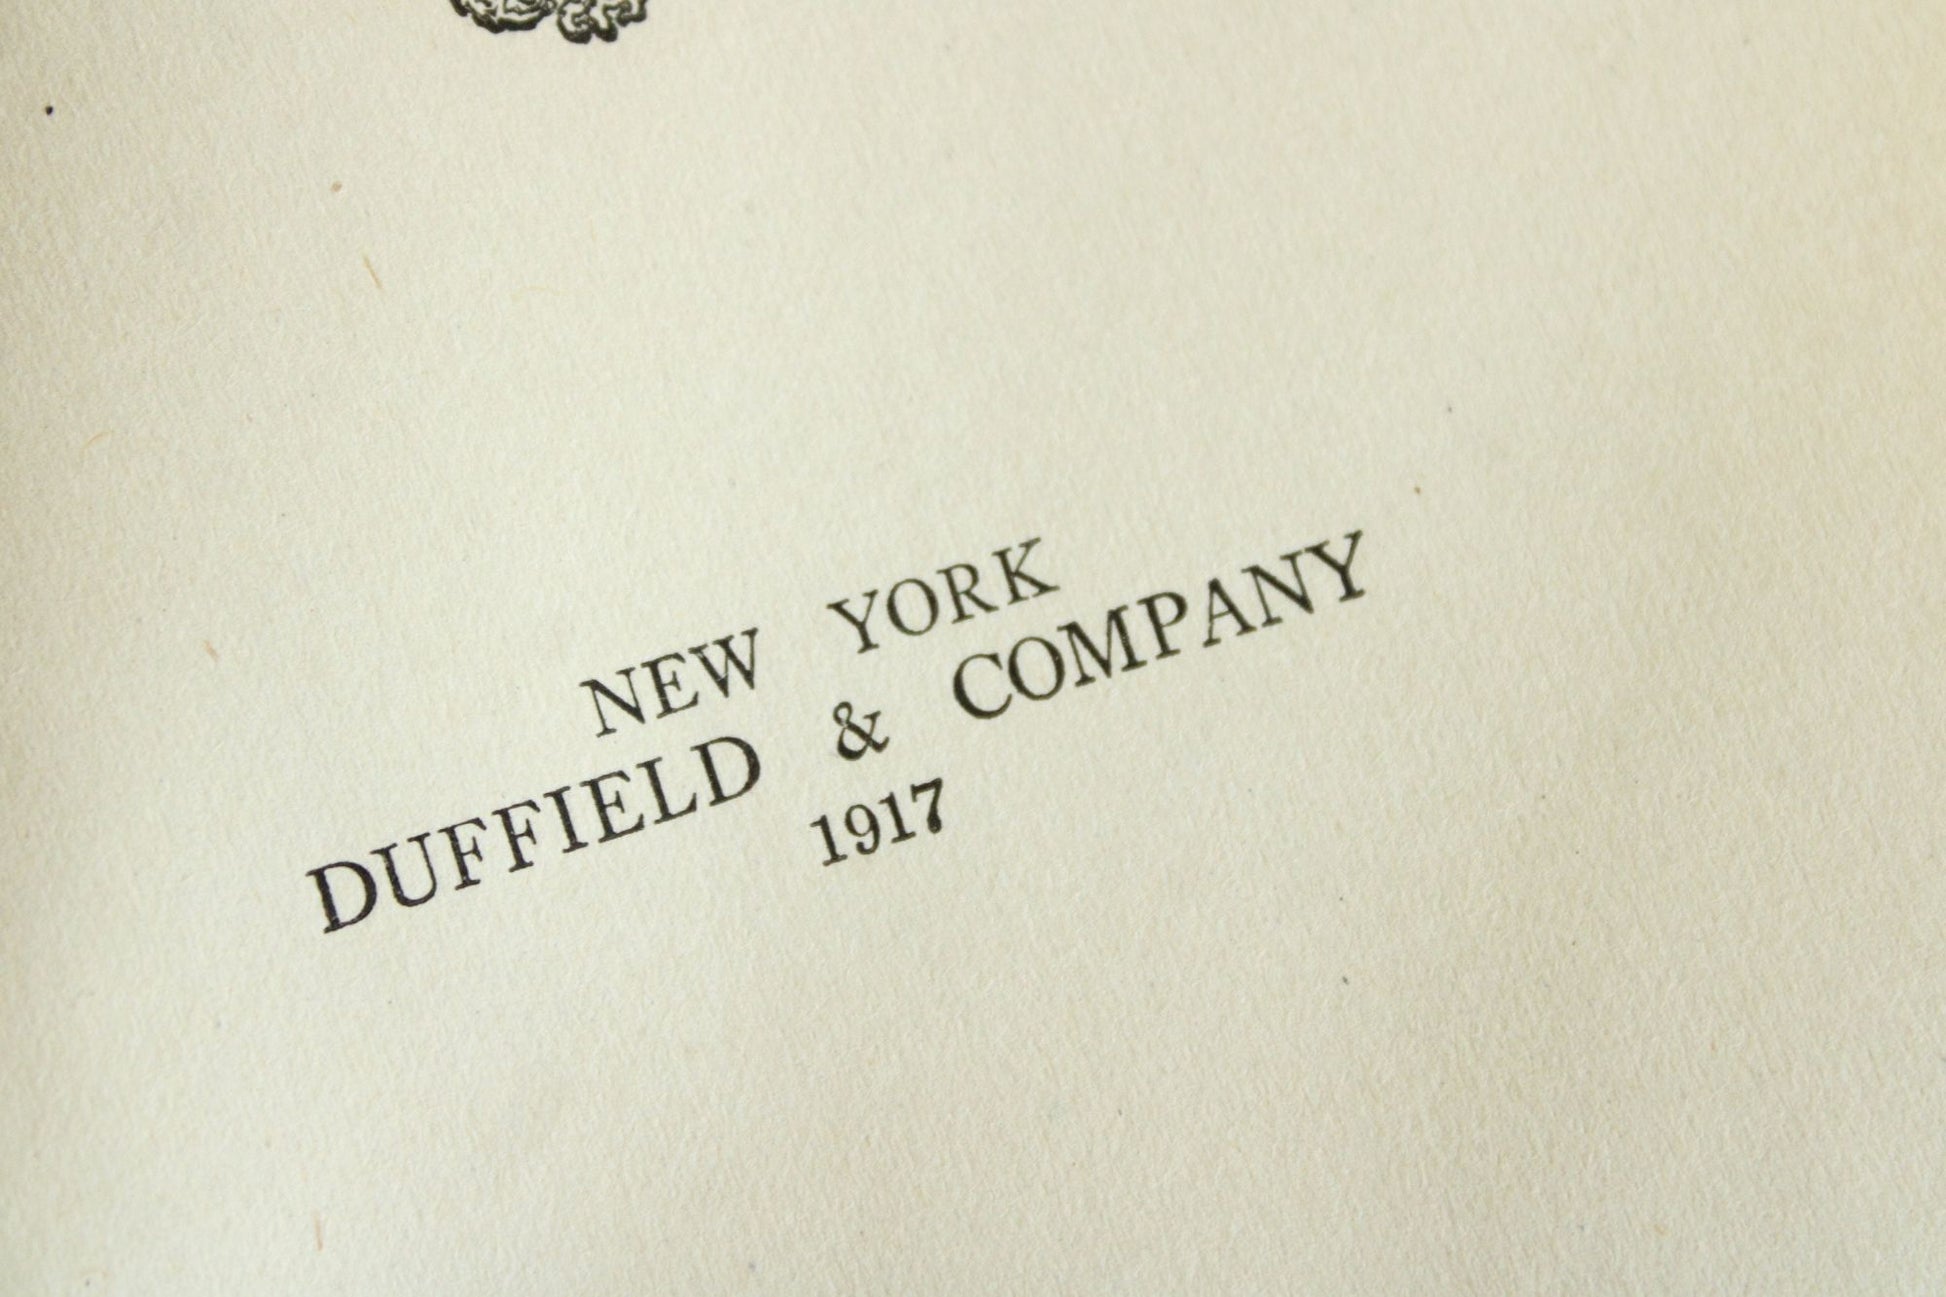 NEW YORK
DUFFIELD & COMPANY
1917